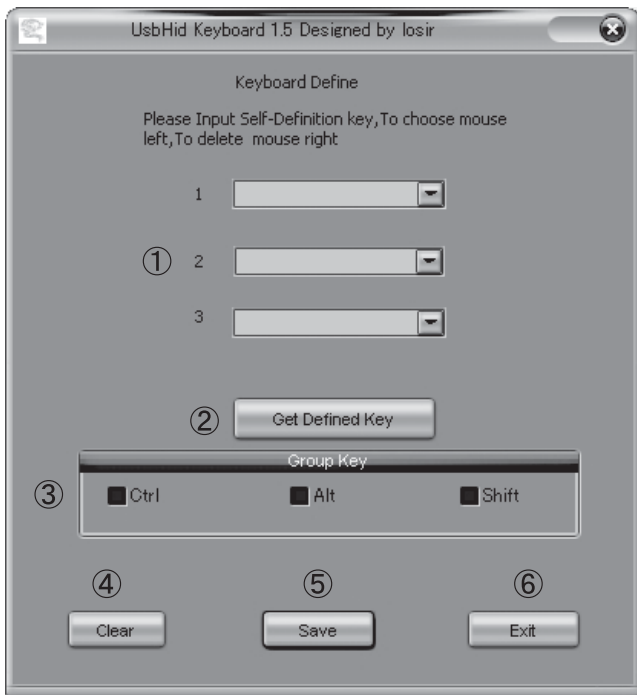 UsbHid Keyboard 1.5 Designed by losir
Keyboard Define
Please Input Self-Definition key,To choose mouse
left,To delete mouse right
1
① 2
3
② Get Defined Key
Group Key
③ Ctrl Alt Shift
④ ⑤ ⑥
Clear Save Exit